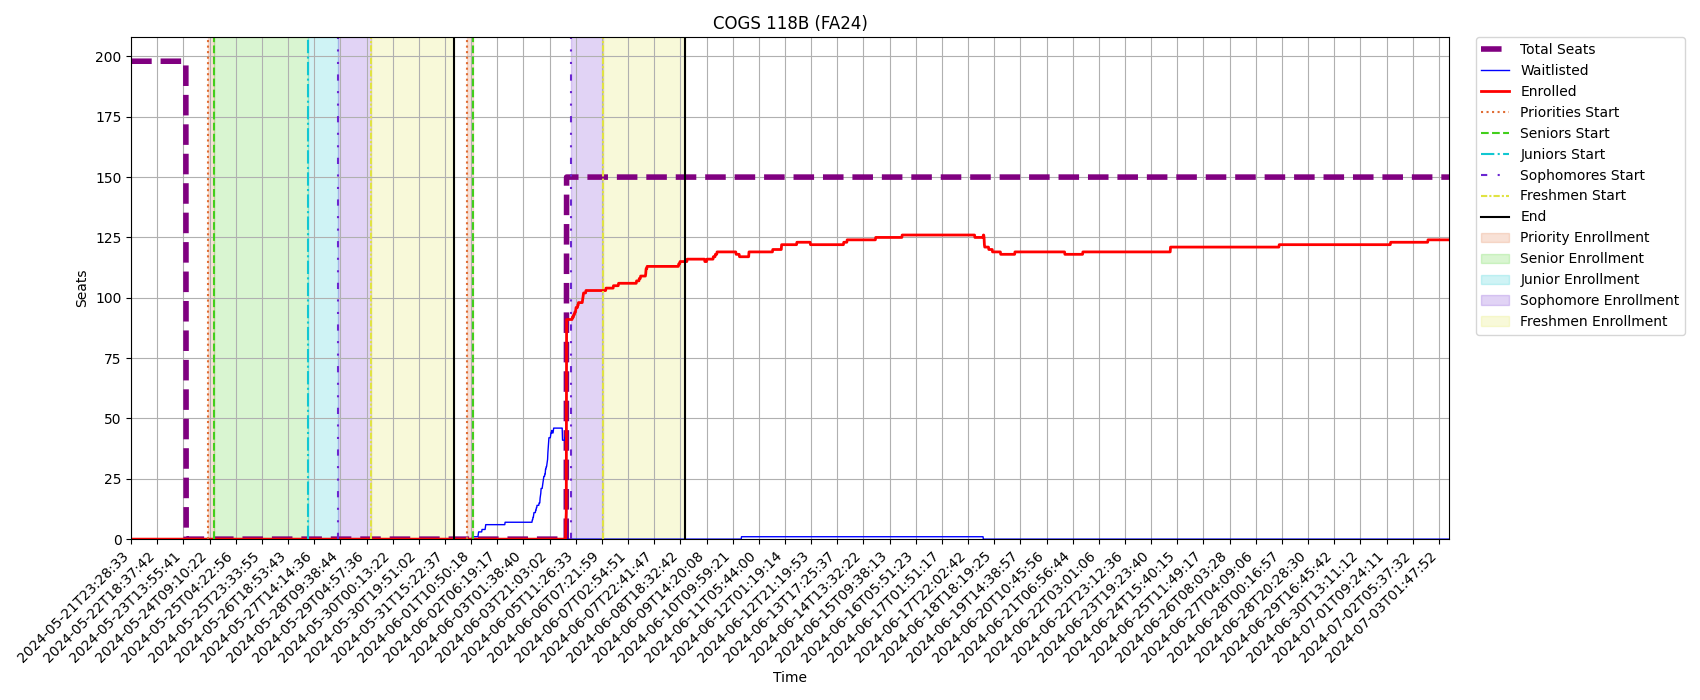 COGS 118B (FA24)
Seats
200
175
150
125
100
75
50
25
0
2024-05-21T23:28:33
2024-05-22T18:37:42
2024-05-23T13:55:41
2024-05-24T09:10:22
2024-05-25T04:22:56
2024-05-25T23:33:55
2024-05-26T18:53:43
2024-05-27T14:14:36
2024-05-28T09:38:44
2024-05-29T04:57:36
2024-05-30T00:13:22
2024-05-30T19:51:02
2024-05-31T15:22:37
2024-06-01T10:50:18
2024-06-02T06:19:17
2024-06-03T01:38:40
2024-06-03T21:03:02
2024-06-05T11:26:33
2024-06-06T07:21:59
2024-06-07T02:54:51
2024-06-07T22:41:47
2024-06-08T18:32:42
2024-06-09T14:20:08
2024-06-10T09:59:21
2024-06-11T05:44:00
2024-06-12T01:19:14
2024-06-12T21:19:53
2024-06-13T17:25:37
2024-06-14T13:32:22
2024-06-15T09:38:13
2024-06-16T05:51:23
2024-06-17T01:51:17
2024-06-17T22:02:42
2024-06-18T18:19:25
2024-06-19T14:38:57
2024-06-20T10:45:56
2024-06-21T06:56:44
2024-06-22T03:01:06
2024-06-22T23:12:36
2024-06-23T19:23:40
2024-06-24T15:40:15
2024-06-25T11:49:17
2024-06-26T08:03:28
2024-06-27T04:09:06
2024-06-28T00:16:57
2024-06-28T20:28:30
2024-06-29T16:45:42
2024-06-30T13:11:12
2024-07-01T09:24:11
2024-07-02T05:37:32
2024-07-03T01:47:52
Time
Total Seats
Waitlisted
Enrolled
Priorities Start
Seniors Start
Juniors Start
Sophomores Start
Freshmen Start
End
Priority Enrollment
Senior Enrollment
Junior Enrollment
Sophomore Enrollment
Freshmen Enrollment